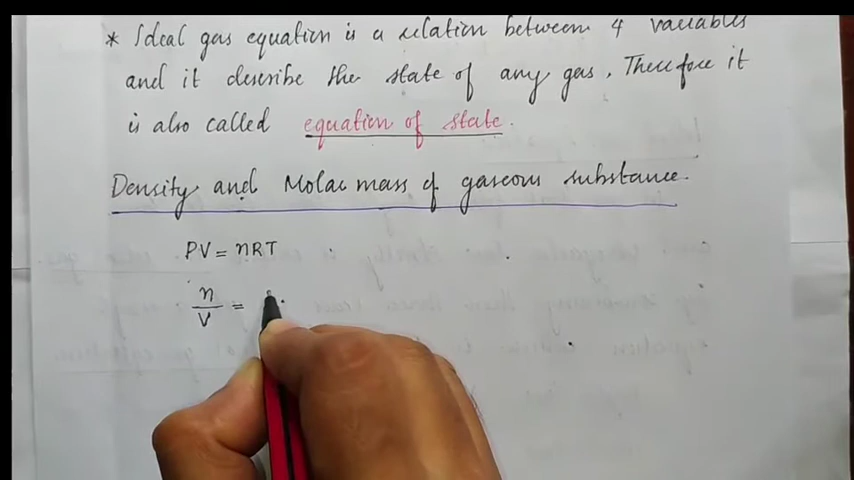 * Ideal gas equation is a relation between 4 variables
and it describe the state of any gas. Therefore it
is also called equation of state.
Density and Molar mass of gaseous substance.
PV = nRT
n/V =